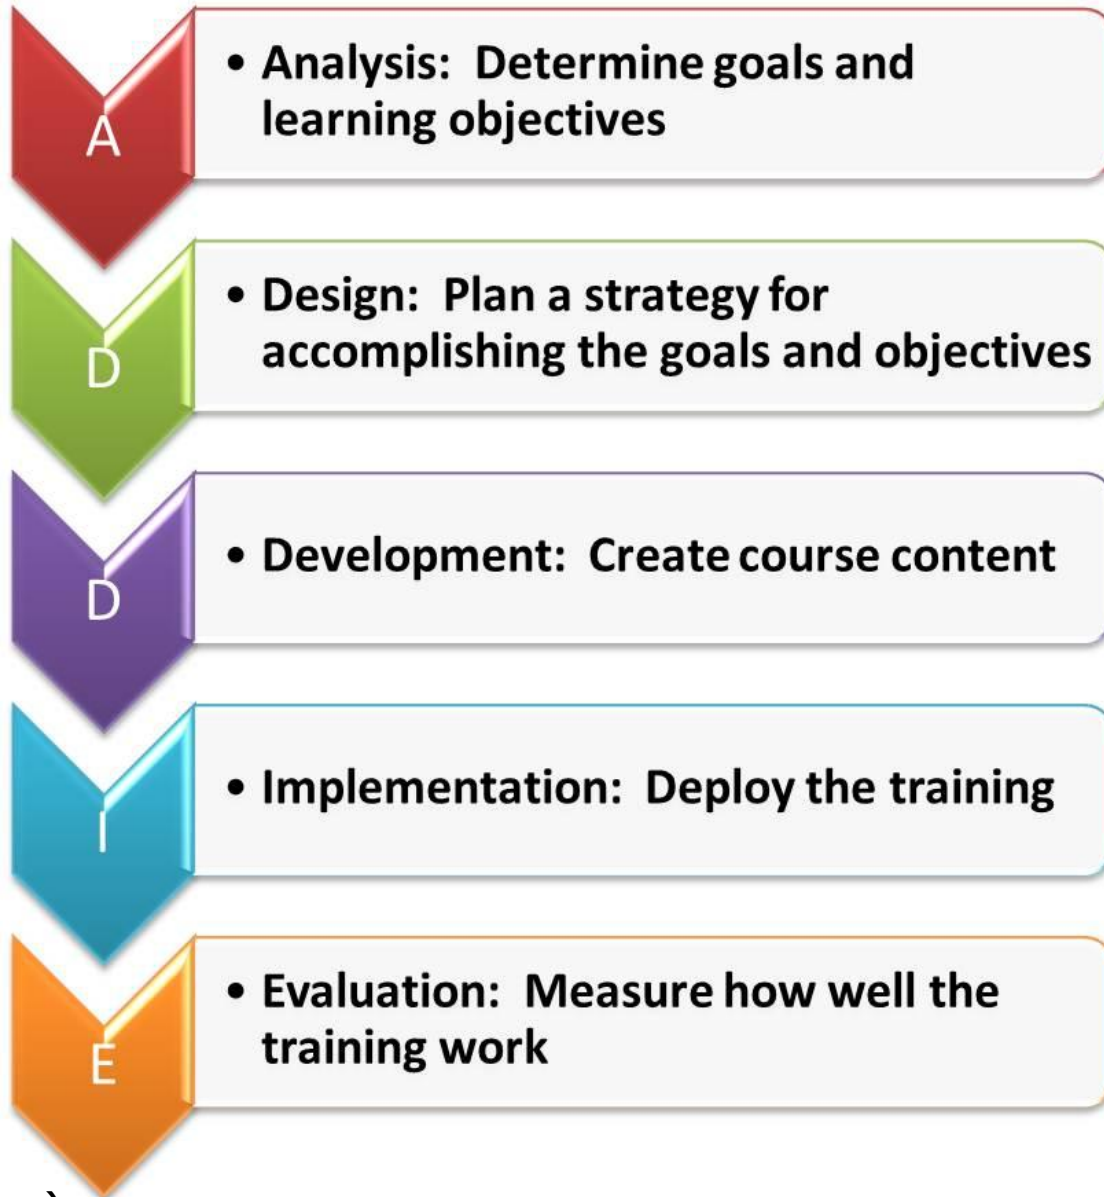 A
• Analysis: Determine goals and
learning objectives
D
• Design: Plan a strategy for
accomplishing the goals and objectives
D
• Development: Create course content
I
• Implementation: Deploy the training
E
• Evaluation: Measure how well the
training work